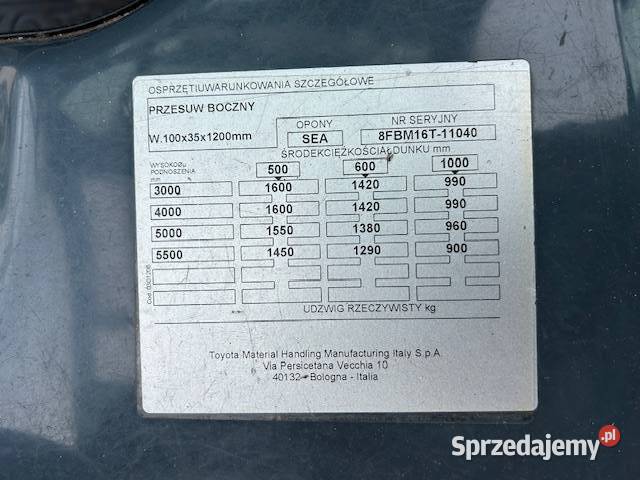 OSPRZĘTIUWARUNKOWANIA SZCZEGÓŁOWE
PRZESUW BOCZNY
W.100x35x1200mm
OPONY
SEA
NR SERYJNY
8FBM16T-11040
ŚRODEKCIĘŻKOŚCIŁADUNKU mm
WYSOKOŚĆ PODNOSZENIA mm
500 600 1000
3000 1600 1420 990
4000 1600 1420 990
5000 1550 1380 960
5500 1450 1290 900
UDŹWIG RZECZYWISTY kg
Toyota Material Handling Manufacturing Italy S.p.A.
Via Persicetana Vecchia 10
40132 - Bologna - Italia
Sprzedajemy.pl